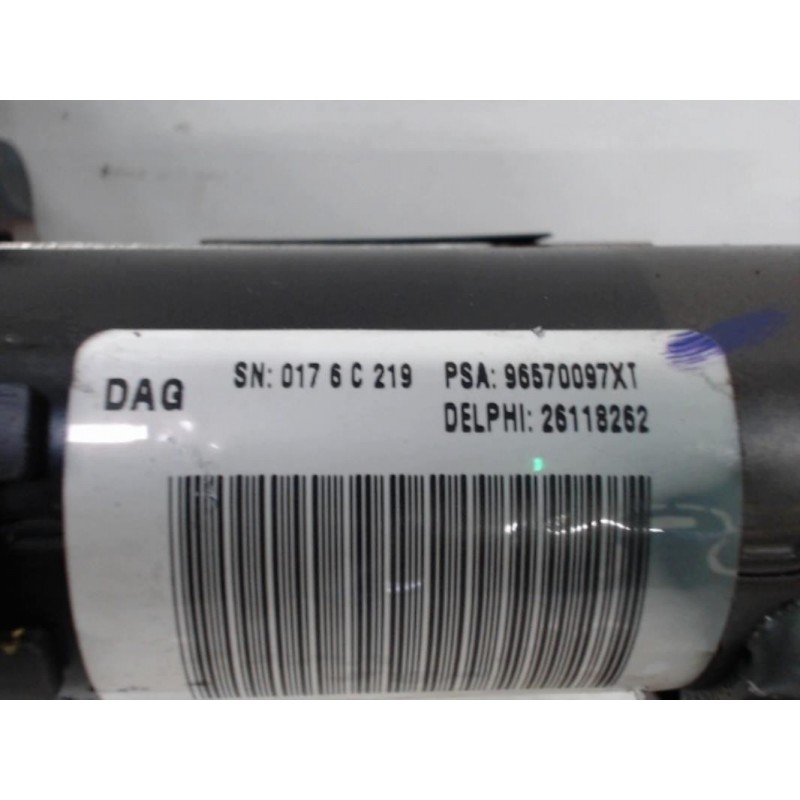 DAG SN: 017 6 C 219 PSA: 96570097XT
DELPHI: 26118262